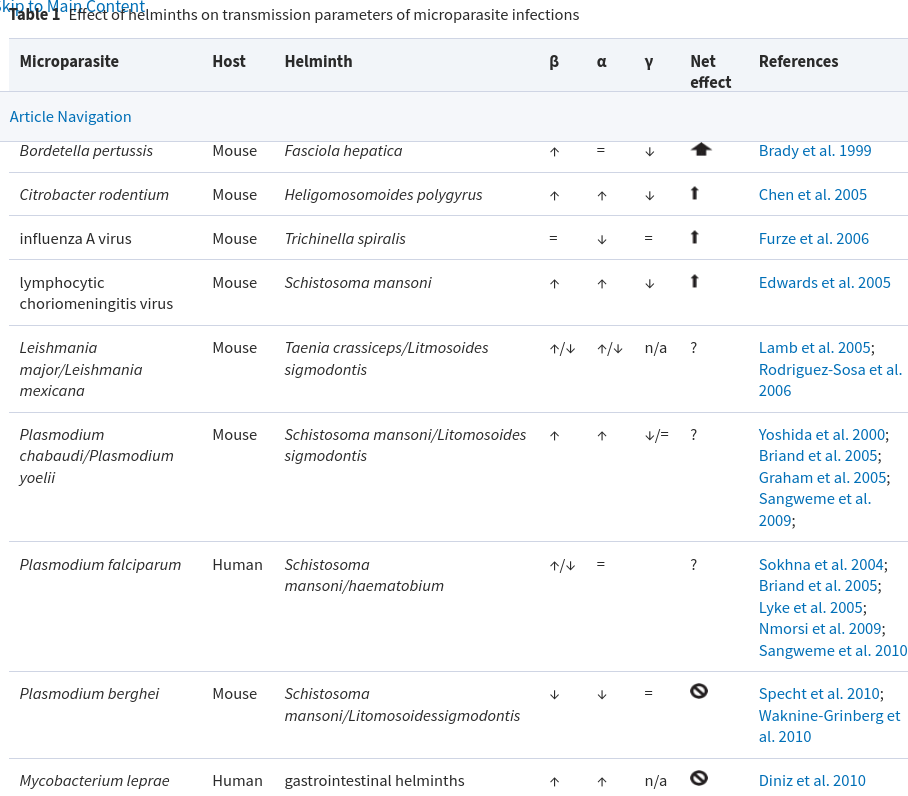 Skip to Main Content
Table 1 Effect of helminths on transmission parameters of microparasite infections
Microparasite Host Helminth β α γ Net effect References
Article Navigation
Bordetella pertussis Mouse Fasciola hepatica ↑ = ↓ ↑ Brady et al. 1999
Citrobacter rodentium Mouse Heligomosomoides polygyrus ↑ ↑ ↓ ↑ Chen et al. 2005
influenza A virus Mouse Trichinella spiralis = ↓ = ↑ Furze et al. 2006
lymphocytic Mouse Schistosoma mansoni ↑ ↑ ↓ ↑ Edwards et al. 2005
choriomeningitis virus
Leishmania Mouse Taenia crassiceps/Litmosoides ↑/↓ ↑/↓ n/a ? Lamb et al. 2005;
major/Leishmania sigmodontis Rodriguez-Sosa et al.
mexicana 2006
Plasmodium Mouse Schistosoma mansoni/Litomosoides ↑ ↑ ↓/= ? Yoshida et al. 2000;
chabaudi/Plasmodium sigmodontis Briand et al. 2005;
yoelii Graham et al. 2005;
Sangweme et al.
2009;
Plasmodium falciparum Human Schistosoma ↑/↓ = ? Sokhna et al. 2004;
mansoni/haematobium Briand et al. 2005;
Lyke et al. 2005;
Nmorsi et al. 2009;
Sangweme et al. 2010
Plasmodium berghei Mouse Schistosoma ↓ ↓ = Specht et al. 2010;
mansoni/Litomosoidessigmodontis Waknine-Grinberg et
al. 2010
Mycobacterium leprae Human gastrointestinal helminths ↑ ↑ n/a Diniz et al. 2010